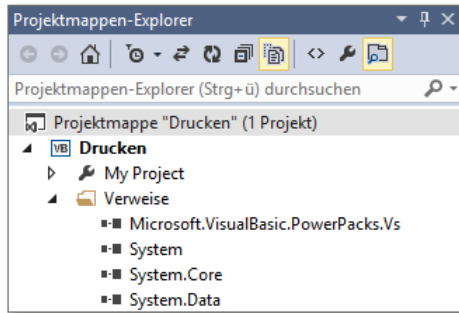 Projektmappen-Explorer
Projektmappen-Explorer (Strg+ü) durchsuchen
Projektmappe "Drucken" (1 Projekt)
VB Drucken
My Project
Verweise
Microsoft.VisualBasic.PowerPacks.Vs
System
System.Core
System.Data